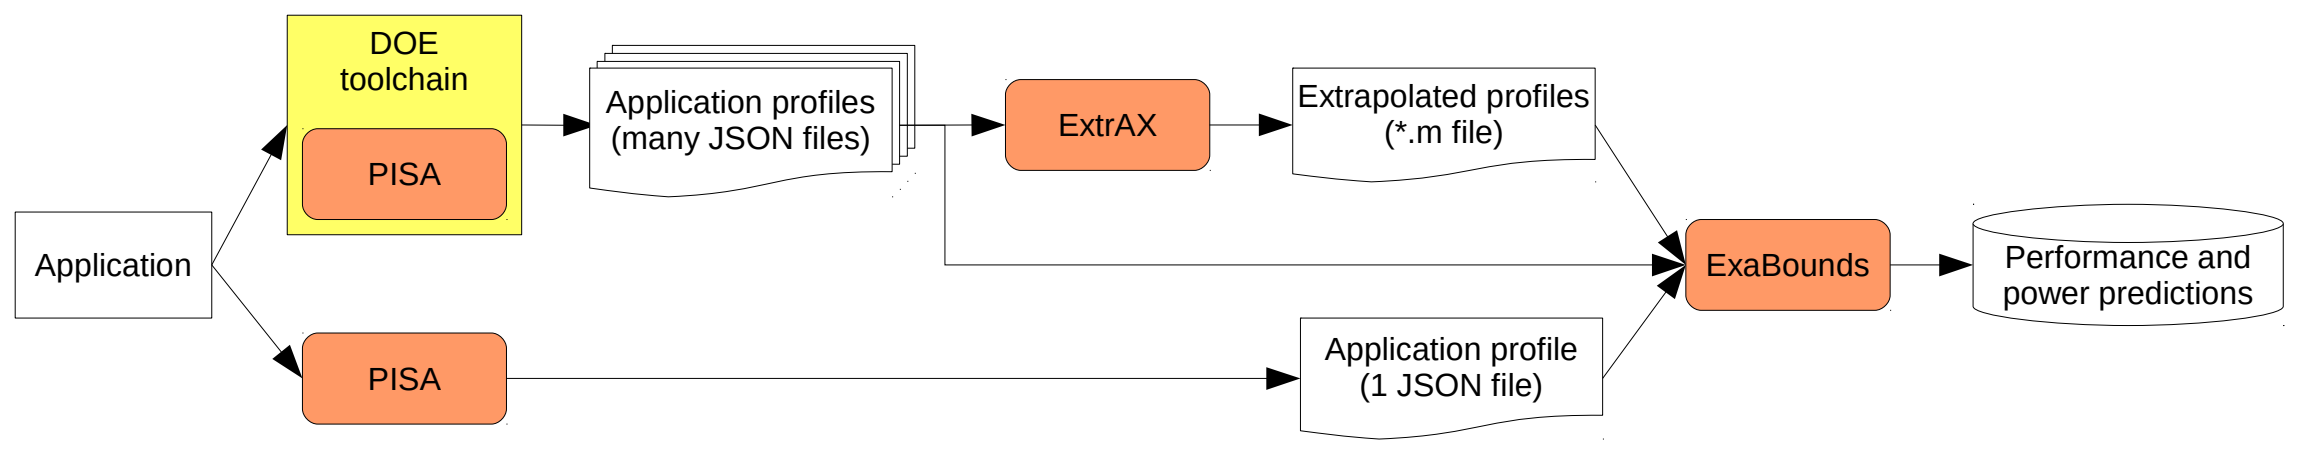 DOE
toolchain
PISA
Application profiles
(many JSON files)
ExtrAX
Extrapolated profiles
(*.m file)
Application
ExaBounds
Performance and
power predictions
PISA
Application profile
(1 JSON file)